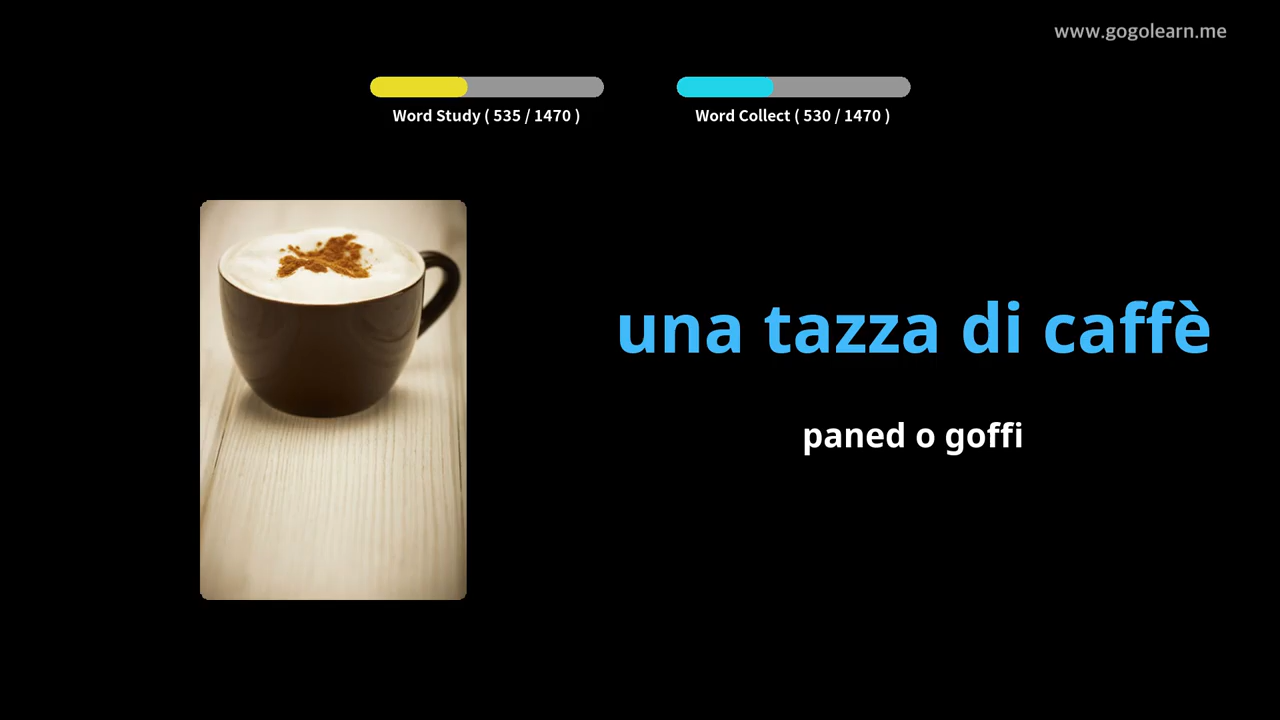 www.gogolearn.me
Word Study ( 535 / 1470 )
Word Collect ( 530 / 1470 )
una tazza di caffè
paned o goffi